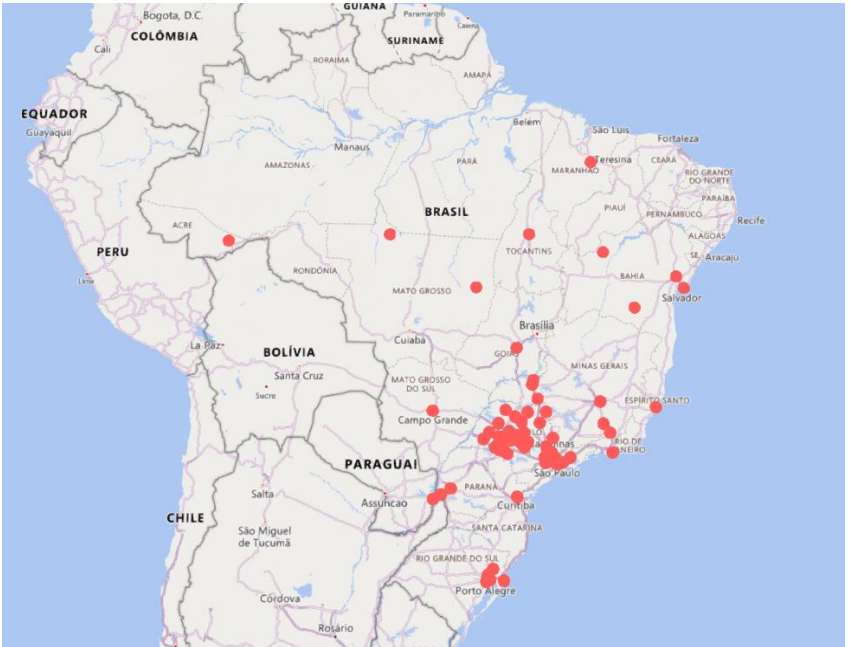 GUIANA
Bogota, D.C.
Paramaribo
Caiena
COLÔMBIA
SURINAME
Cali
RORAIMA
AMAPÁ
EQUADOR
Guayaquil
Belém
São Luis
Fortaleza
Manaus
AMAZONAS
PARÁ
MARANHÃO
Teresina
CEARÁ
RIO GRANDE
DO NORTE
PARAÍBA
PIAUÍ
BRASIL
PERNAMBUCO
Recife
ACRE
ALAGOAS
PERU
TOCANTINS
SE
Aracaju
RONDÔNIA
BAHIA
Lima
MATO GROSSO
Salvador
Brasília
Cuiabá
La Paz
BOLÍVIA
GOIÁS
MINAS GERAIS
Santa Cruz
MATO GROSSO
DO SUL
Sucre
ESPÍRITO SANTO
Campo Grande
RIO DE
JANEIRO
PARAGUAI
São Paulo
PARANÁ
Salta
Assuncao
Curitiba
CHILE
São Miguel
de Tucumã
SANTA CATARINA
RIO GRANDE DO SUL
Porto Alegre
Córdova
Rosário